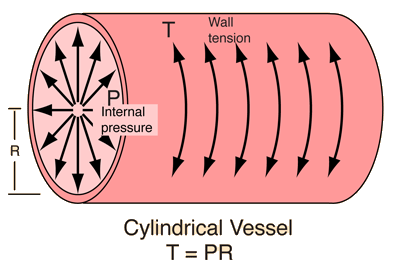 T
Wall
tension
P
Internal
pressure
R
Cylindrical Vessel
T = PR